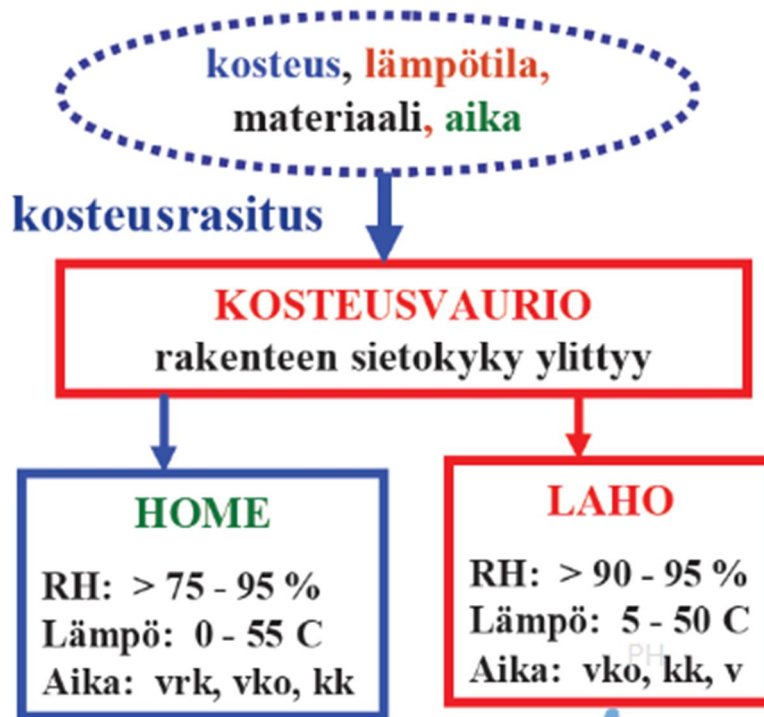 kosteus, lämpötila,
materiaali, aika
kosteusrasitus
KOSTEUSVAURIO
rakenteen sietokyky ylittyy
HOME
RH: > 75 - 95 %
Lämpö: 0 - 55 C
Aika: vrk, vko, kk
LAHO
RH: > 90 - 95 %
Lämpö: 5 - 50 C
PH
Aika: vko, kk, v